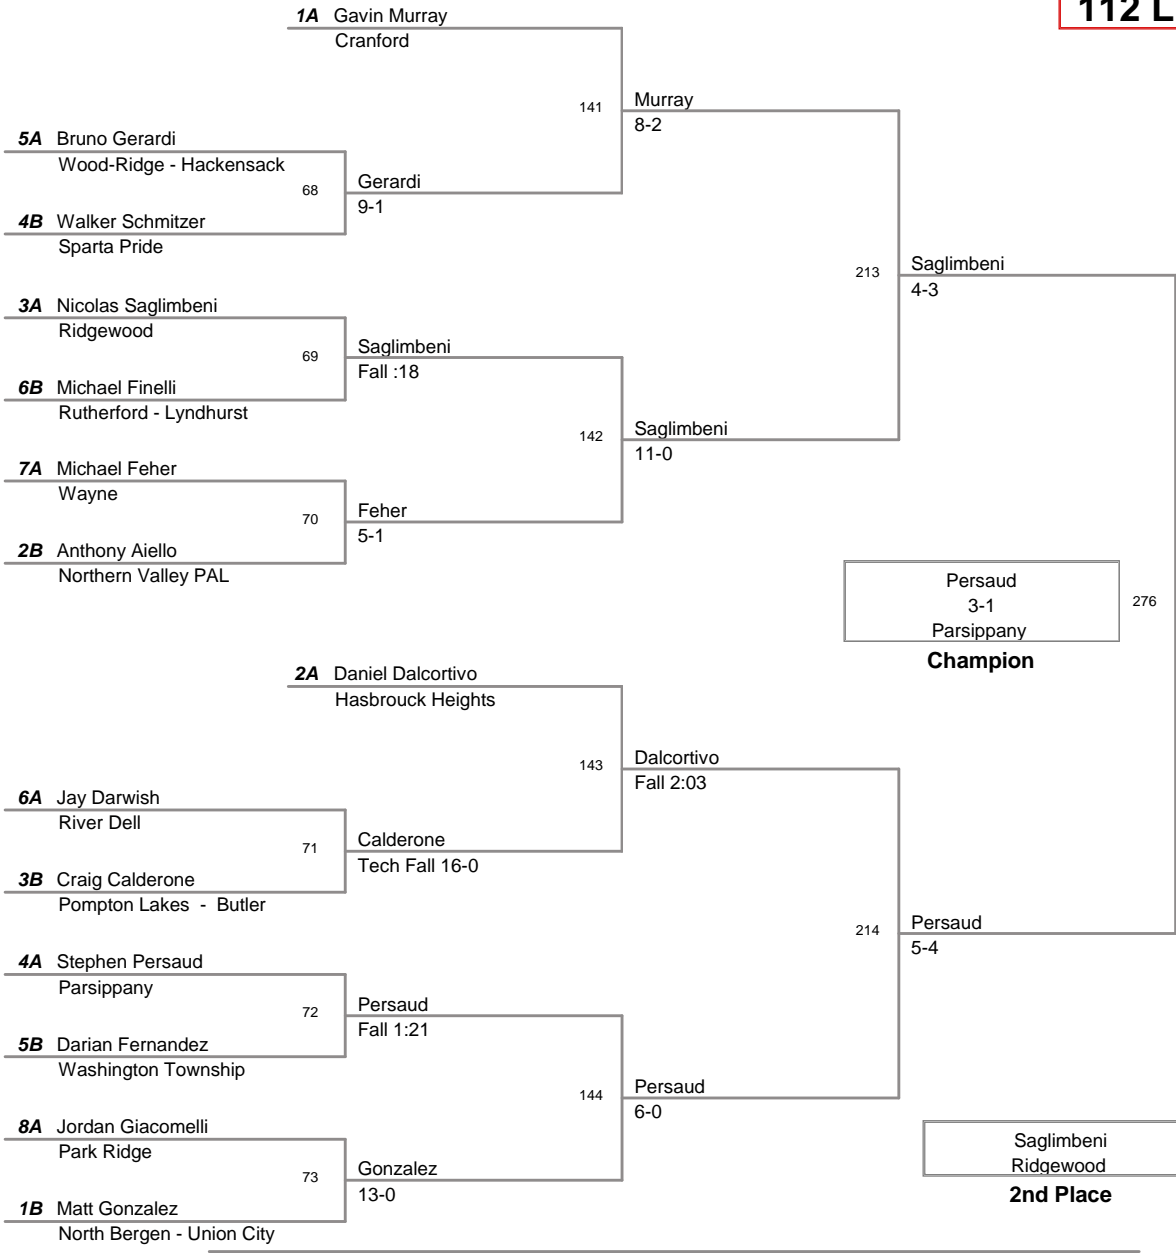 112 L
1A Gavin Murray
Cranford
141
Murray
8-2
5A Bruno Gerardi
Wood-Ridge - Hackensack
68
Gerardi
9-1
4B Walker Schmitzer
Sparta Pride
213
Saglimbeni
4-3
3A Nicolas Saglimbeni
Ridgewood
69
Saglimbeni
Fall :18
6B Michael Finelli
Rutherford - Lyndhurst
142
Saglimbeni
11-0
7A Michael Feher
Wayne
70
Feher
5-1
2B Anthony Aiello
Northern Valley PAL
Persaud
3-1
Parsippany
276
Champion
2A Daniel Dalcortivo
Hasbrouck Heights
143
Dalcortivo
Fall 2:03
6A Jay Darwish
River Dell
71
Calderone
Tech Fall 16-0
3B Craig Calderone
Pompton Lakes - Butler
214
Persaud
5-4
4A Stephen Persaud
Parsippany
72
Persaud
Fall 1:21
5B Darian Fernandez
Washington Township
144
Persaud
6-0
8A Jordan Giacomelli
Park Ridge
73
Gonzalez
13-0
1B Matt Gonzalez
North Bergen - Union City
Saglimbeni
Ridgewood
2nd Place